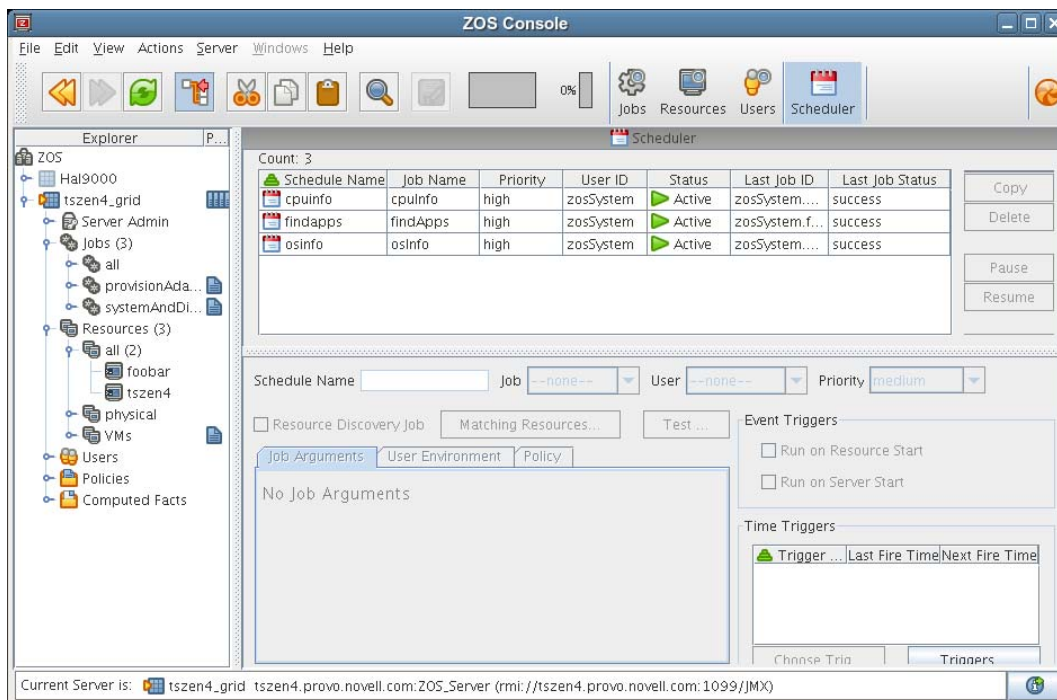 ZOS Console
File Edit View Actions Server Windows Help
0%
Jobs Resources Users Scheduler
Explorer P...
ZOS
Hal9000
tszen4_grid
Server Admin
Jobs (3)
all
provisionAda...
systemAndDi...
Resources (3)
all (2)
foobar
tszen4
physical
VMs
Users
Policies
Computed Facts
Scheduler
Count: 3
Schedule Name Job Name Priority User ID Status Last Job ID Last Job Status
cpuinfo cpuInfo high zosSystem Active zosSystem.... success
findapps findApps high zosSystem Active zosSystem.f... success
osinfo osInfo high zosSystem Active zosSystem.... success
Copy
Delete
Pause
Resume
Schedule Name Job --none-- User --none-- Priority medium
Resource Discovery Job Matching Resources... Test ...
Job Arguments User Environment Policy
No Job Arguments
Event Triggers
Run on Resource Start
Run on Server Start
Time Triggers
Trigger ... Last Fire Time Next Fire Time
Choose Trig Triggers
Current Server is: tszen4_grid tszen4.provo.novell.com:ZOS_Server (rmi://tszen4.provo.novell.com:1099/JMX)